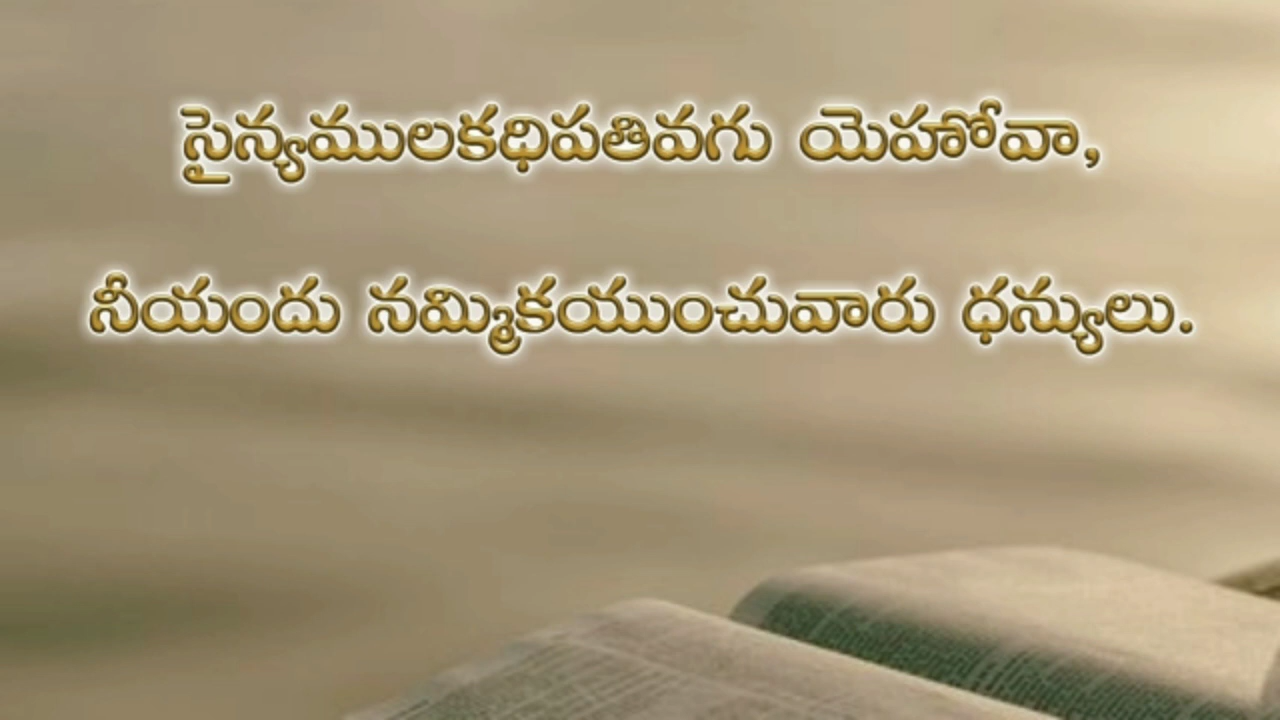 సైన్యములకధిపతివగు యెహోవా,
నీయందు నమ్మికయుంచువారు ధన్యులు.